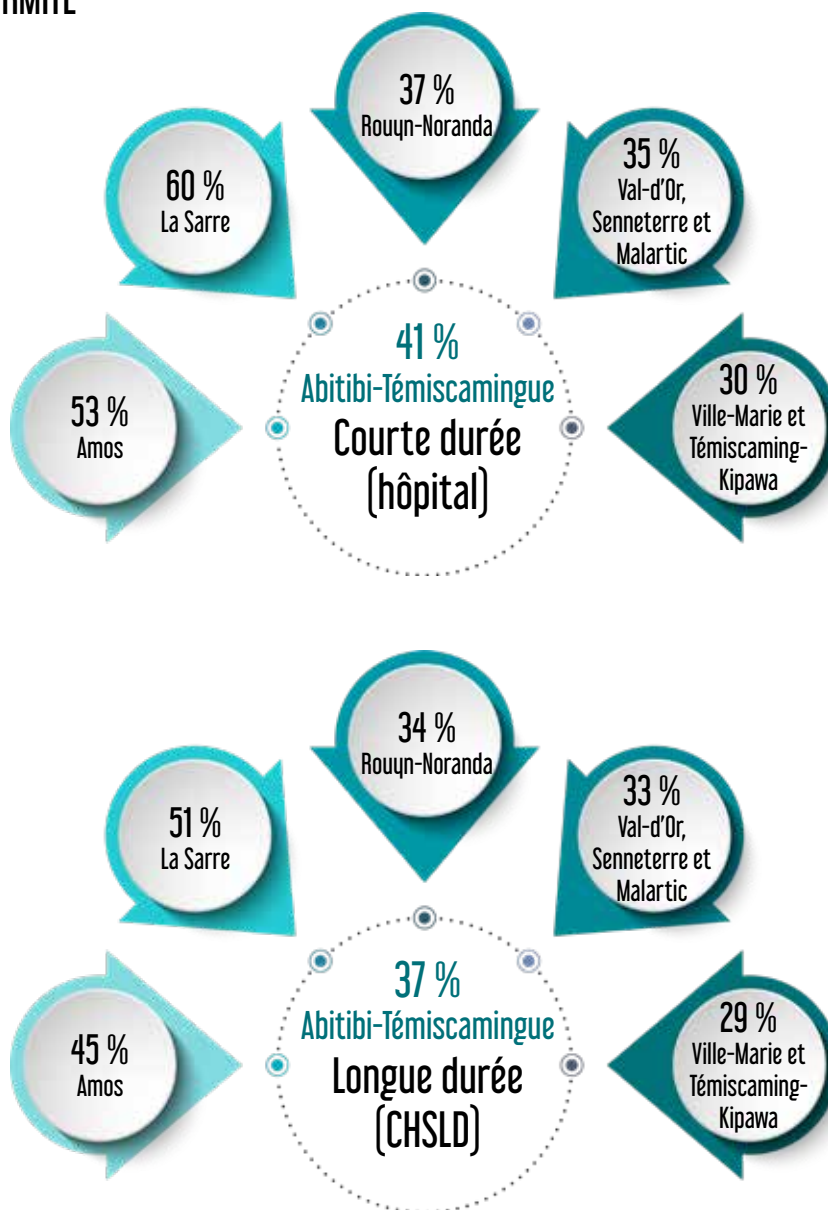 37 %
Rouyn-Noranda
60 %
La Sarre
35 %
Val-d'Or,
Senneterre et
Malartic
53 %
Amos
41 %
Abitibi-Témiscamingue
Courte durée
(hôpital)
30 %
Ville-Marie et
Témiscaming-
Kipawa
34 %
Rouyn-Noranda
51 %
La Sarre
33 %
Val-d'Or,
Senneterre et
Malartic
45 %
Amos
37 %
Abitibi-Témiscamingue
Longue durée
(CHSLD)
29 %
Ville-Marie et
Témiscaming-
Kipawa